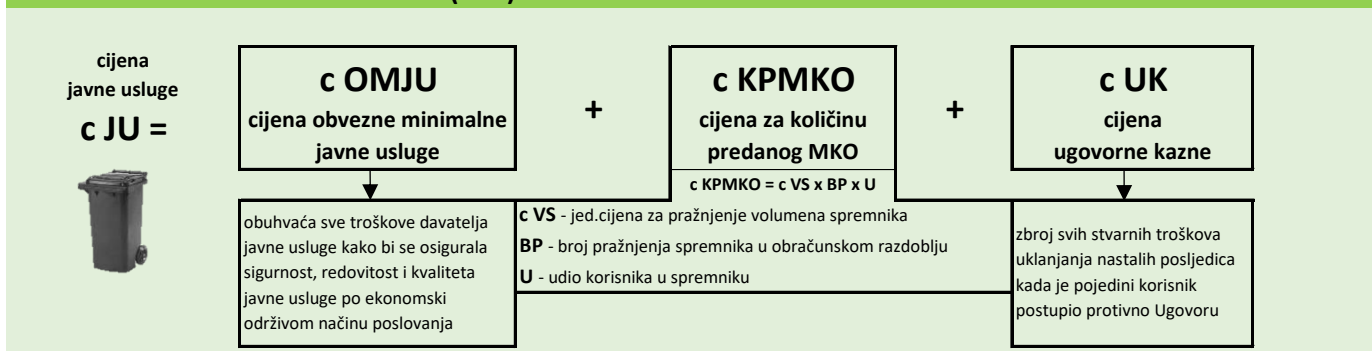 cijena
javne usluge
c JU =
c OMJU
cijena obvezne minimalne
javne usluge
+
c KPMKO
cijena za količinu
predanog MKO
c KPMKO = c VS x BP x U
+
c UK
cijena
ugovorne kazne
obuhvaća sve troškove davatelja
javne usluge kako bi se osigurala
sigurnost, redovitost i kvaliteta
javne usluge po ekonomski
održivom načinu poslovanja
c VS - jed.cijena za pražnjenje volumena spremnika
BP - broj pražnjenja spremnika u obračunskom razdoblju
U - udio korisnika u spremniku
zbroj svih stvarnih troškova
uklanjanja nastalih posljedica
kada je pojedini korisnik
postupio protivno Ugovoru